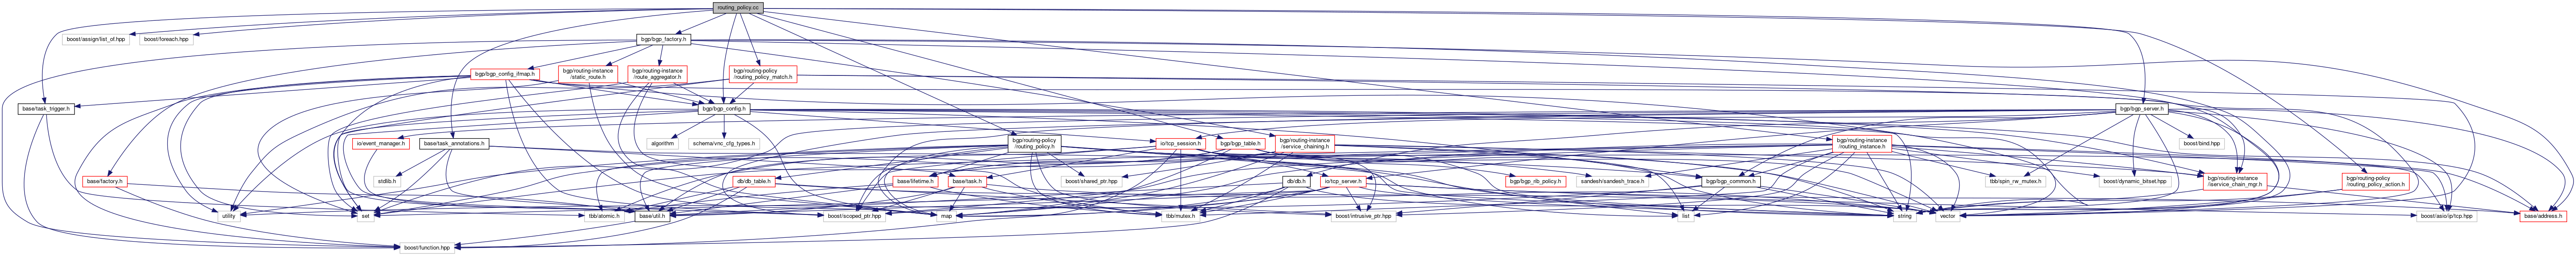 routing_policy.cc
boost/assign/list_of.hpp
boost/foreach.hpp
bgp/bgp_factory.h
bgp/bgp_config_ifmap.h
bgp/routing-instance
/static_route.h
bgp/routing-instance
/route_aggregator.h
bgp/routing-policy
/routing_policy_match.h
base/task_trigger.h
bgp/bgp_config.h
bgp/bgp_server.h
io/event_manager.h
base/task_annotations.h
algorithm
schema/vnc_cfg_types.h
bgp/routing-policy
/routing_policy.h
io/tcp_session.h
bgp/bgp_table.h
bgp/routing-instance
/service_chaining.h
bgp/routing-instance
/routing_instance.h
boost/bind.hpp
base/factory.h
stdlib.h
db/db_table.h
base/lifetime.h
base/task.h
boost/shared_ptr.hpp
db/db.h
io/tcp_server.h
bgp/bgp_rib_policy.h
sandesh/sandesh_trace.h
bgp/bgp_common.h
tbb/spin_rw_mutex.h
boost/dynamic_bitset.hpp
bgp/routing-instance
/iservice_chain_mgr.h
bgp/routing-policy
/routing_policy_action.h
utility
set
tbb/atomic.h
base/util.h
boost/scoped_ptr.hpp
map
tbb/mutex.h
boost/intrusive_ptr.hpp
list
string
vector
boost/asio/ip/tcp.hpp
base/address.h
boost/function.hpp